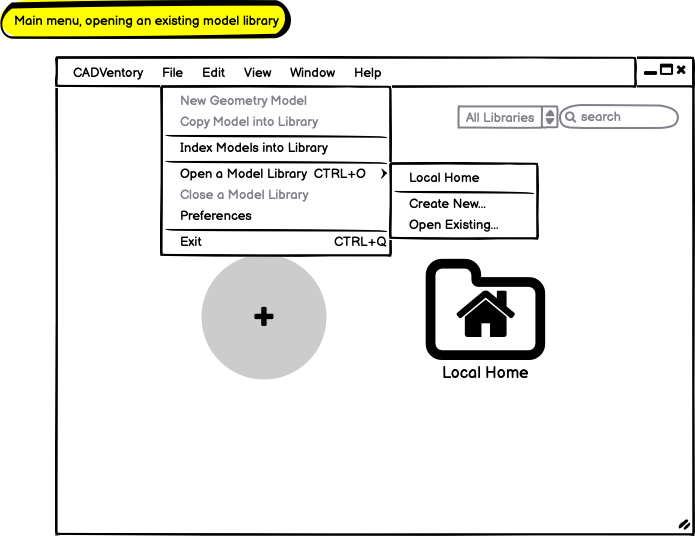 Main menu, opening an existing model library
CADVentory File Edit View Window Help
New Geometry Model
Copy Model into Library
Index Models into Library
Open a Model Library CTRL+O
Close a Model Library
Preferences
Exit CTRL+Q
Local Home
Create New...
Open Existing...
All Libraries
search
Local Home